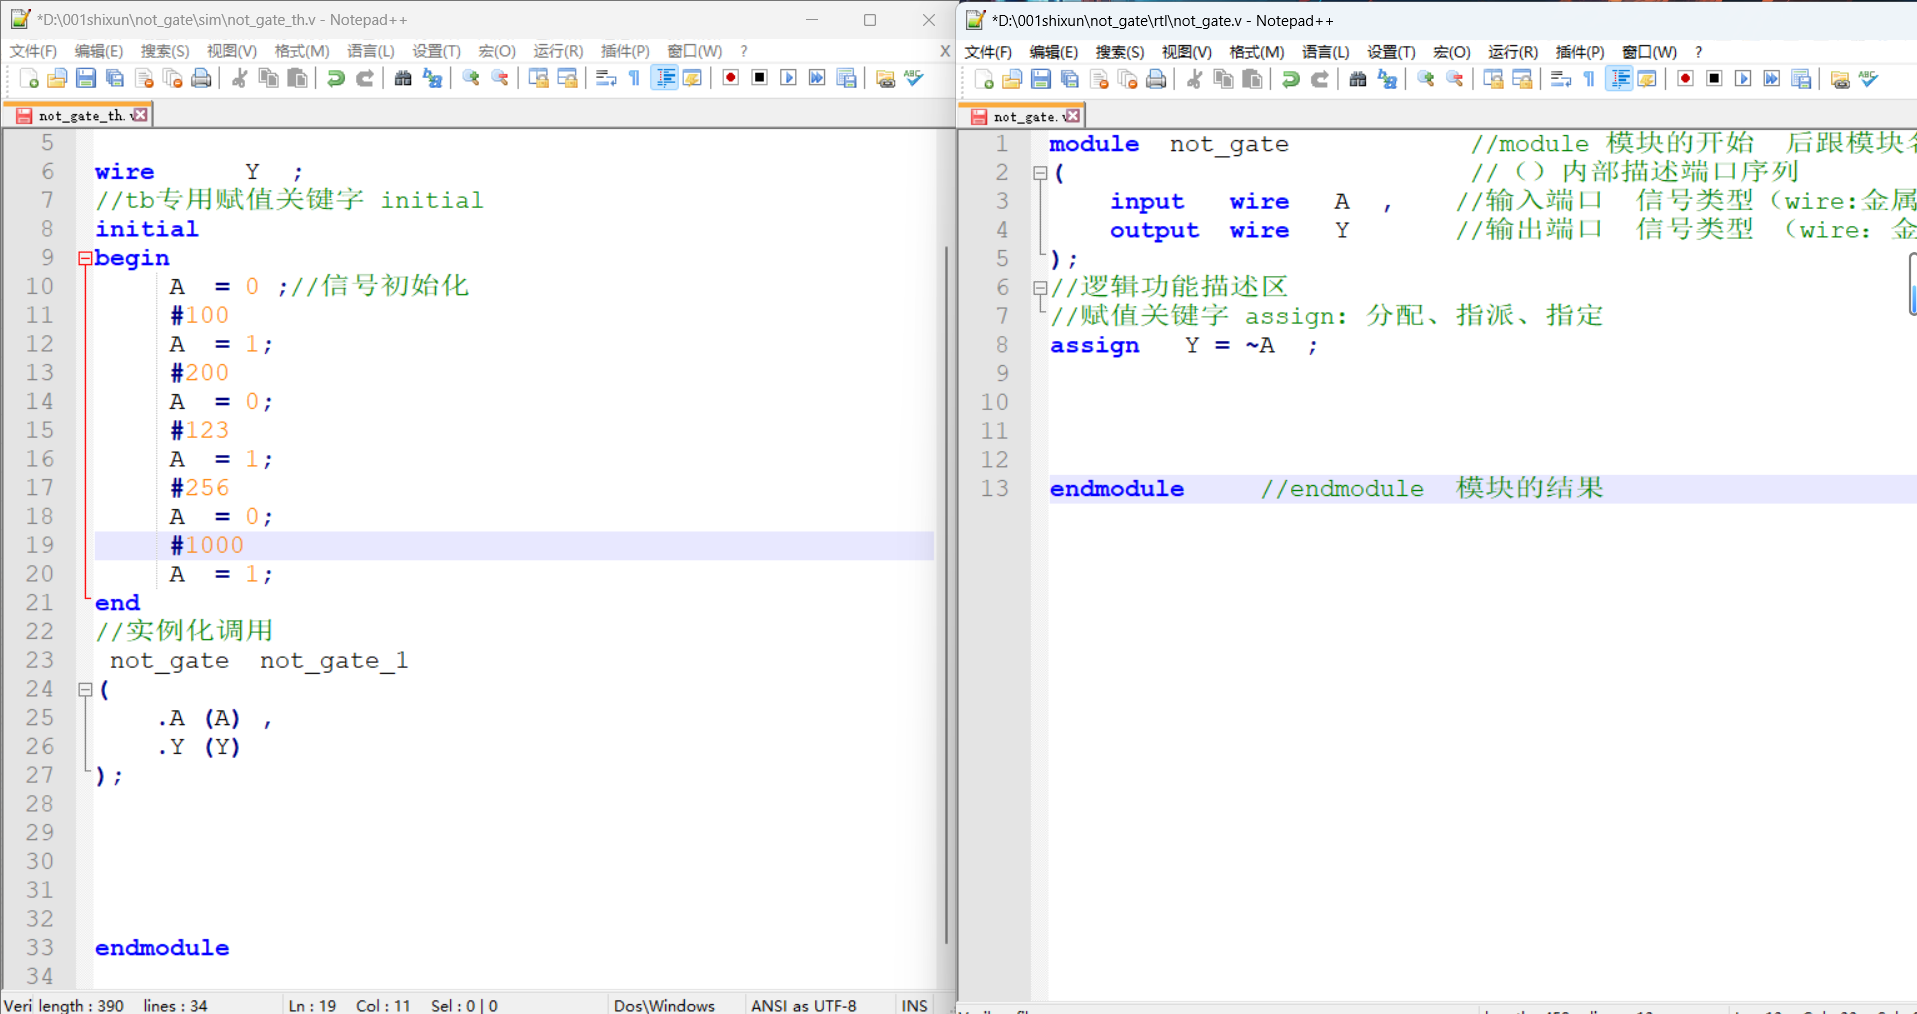 *D:\001shixun\not_gate\sim\not_gate_th.v - Notepad++
文件(F) 编辑(E) 搜索(S) 视图(V) 格式(M) 语言(L) 设置(T) 宏(O) 运行(R) 插件(P) 窗口(W) ? X
not_gate_th.v
5
6 wire Y ;
7 //tb专用赋值关键字 initial
8 initial
9 begin
10 A = 0 ;//信号初始化
11 #100
12 A = 1;
13 #200
14 A = 0;
15 #123
16 A = 1;
17 #256
18 A = 0;
19 #1000
20 A = 1;
21 end
22 //实例化调用
23 not_gate not_gate_1
24 (
25 .A (A) ,
26 .Y (Y)
27 );
28
29
30
31
32
33 endmodule
34
Veri length : 390 lines : 34 Ln : 19 Col : 11 Sel : 0 | 0 Dos\Windows ANSI as UTF-8 INS
*D:\001shixun\not_gate\rtl\not_gate.v - Notepad++
文件(F) 编辑(E) 搜索(S) 视图(V) 格式(M) 语言(L) 设置(T) 宏(O) 运行(R) 插件(P) 窗口(W) ?
not_gate.v
1 module not_gate //module 模块的开始 后跟模块
2 ( //（）内部描述端口序列
3 input wire A , //输入端口 信号类型（wire:金属
4 output wire Y //输出端口 信号类型 （wire: 金
5 );
6 //逻辑功能描述区
7 //赋值关键字 assign: 分配、指派、指定
8 assign Y = ~A ;
9
10
11
12
13 endmodule //endmodule 模块的结果